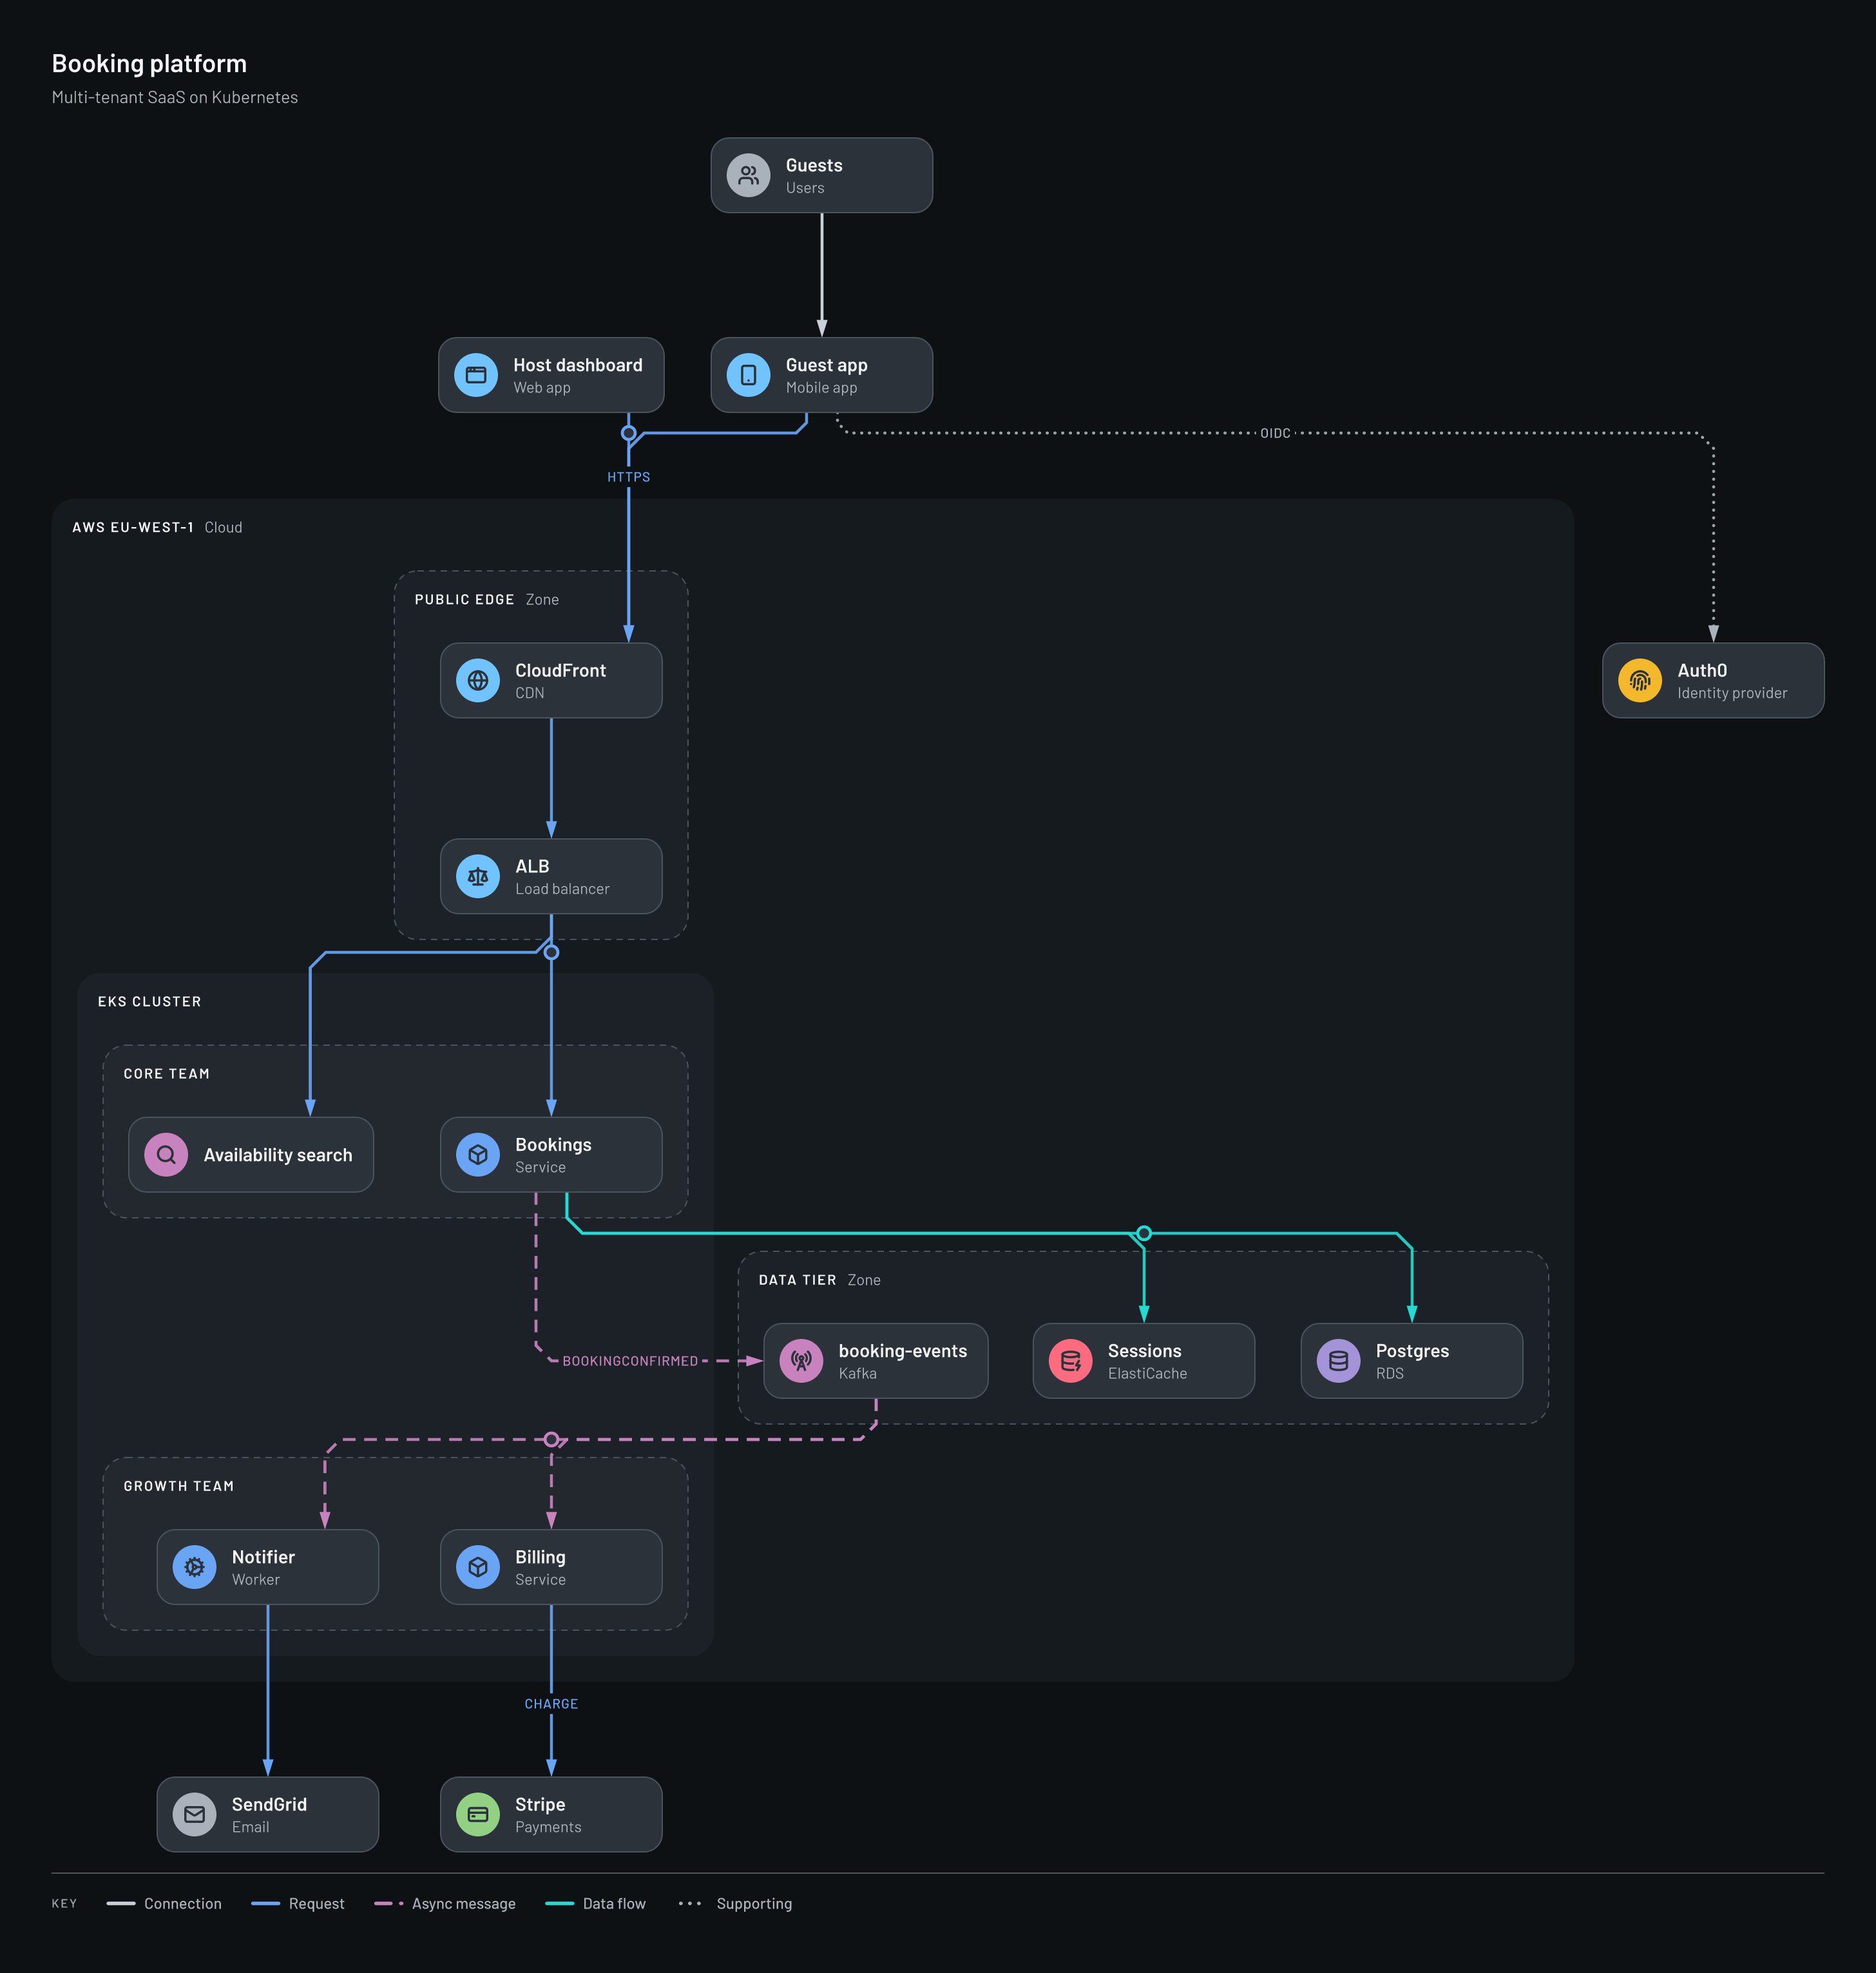 Booking platform
Multi-tenant SaaS on Kubernetes
Guests
Users
Host dashboard
Web app
Guest app
Mobile app
OIDC
HTTPS
AWS EU-WEST-1 Cloud
PUBLIC EDGE Zone
CloudFront
CDN
Auth0
Identity provider
ALB
Load balancer
EKS CLUSTER
CORE TEAM
Availability search
Bookings
Service
DATA TIER Zone
BOOKINGCONFIRMED
booking-events
Kafka
Sessions
ElastiCache
Postgres
RDS
GROWTH TEAM
Notifier
Worker
Billing
Service
CHARGE
SendGrid
Email
Stripe
Payments
KEY Connection Request Async message Data flow Supporting